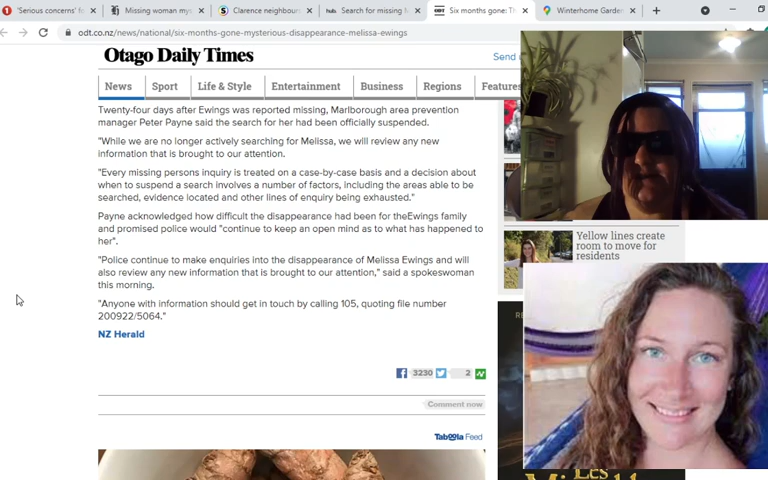 'Serious concerns' fo
Missing woman mys
Clarence neighbour
Search for missing f
Six months gone: Th
Winterhome Garden
odt.co.nz/news/national/six-months-gone-mysterious-disappearance-melissa-ewings
Otago Daily Times
Send
News Sport Life & Style Entertainment Business Regions Features
Twenty-four days after Ewings was reported missing, Marlborough area prevention
manager Peter Payne said the search for her had been officially suspended.
"While we are no longer actively searching for Melissa, we will review any new
information that is brought to our attention.
"Every missing persons inquiry is treated on a case-by-case basis and a decision about
when to suspend a search involves a number of factors, including the areas able to be
searched, evidence located and other lines of enquiry being exhausted."
Payne acknowledged how difficult the disappearance had been for theEwings family
and promised police would "continue to keep an open mind as to what has happened to
her".
"Police continue to make enquiries into the disappearance of Melissa Ewings and will
also review any new information that is brought to our attention," said a spokeswoman
this morning.
"Anyone with information should get in touch by calling 105, quoting file number
200922/5064."
NZ Herald
3230 2
Comment now
Taboola Feed
Yellow lines create
room to move for
residents
Les